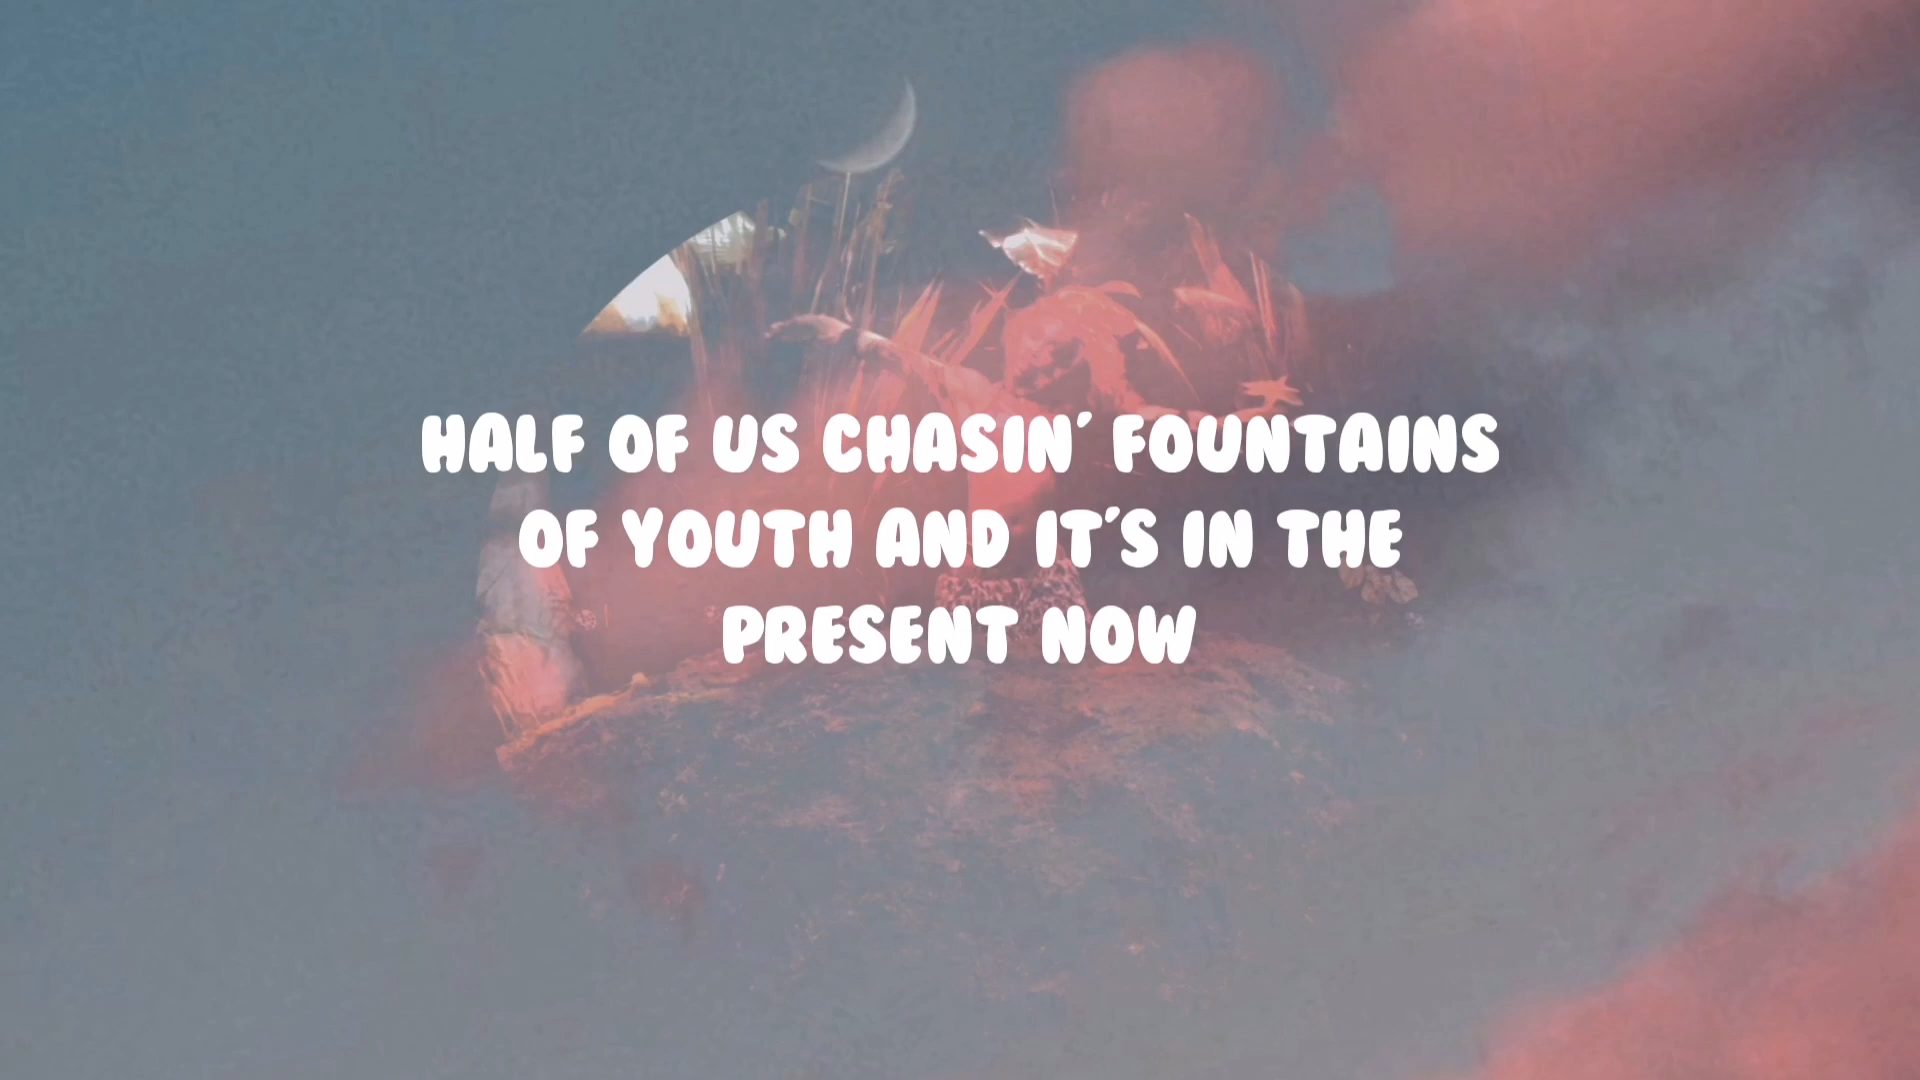 HALF OF US CHASIN' FOUNTAINS
OF YOUTH AND IT'S IN THE
PRESENT NOW